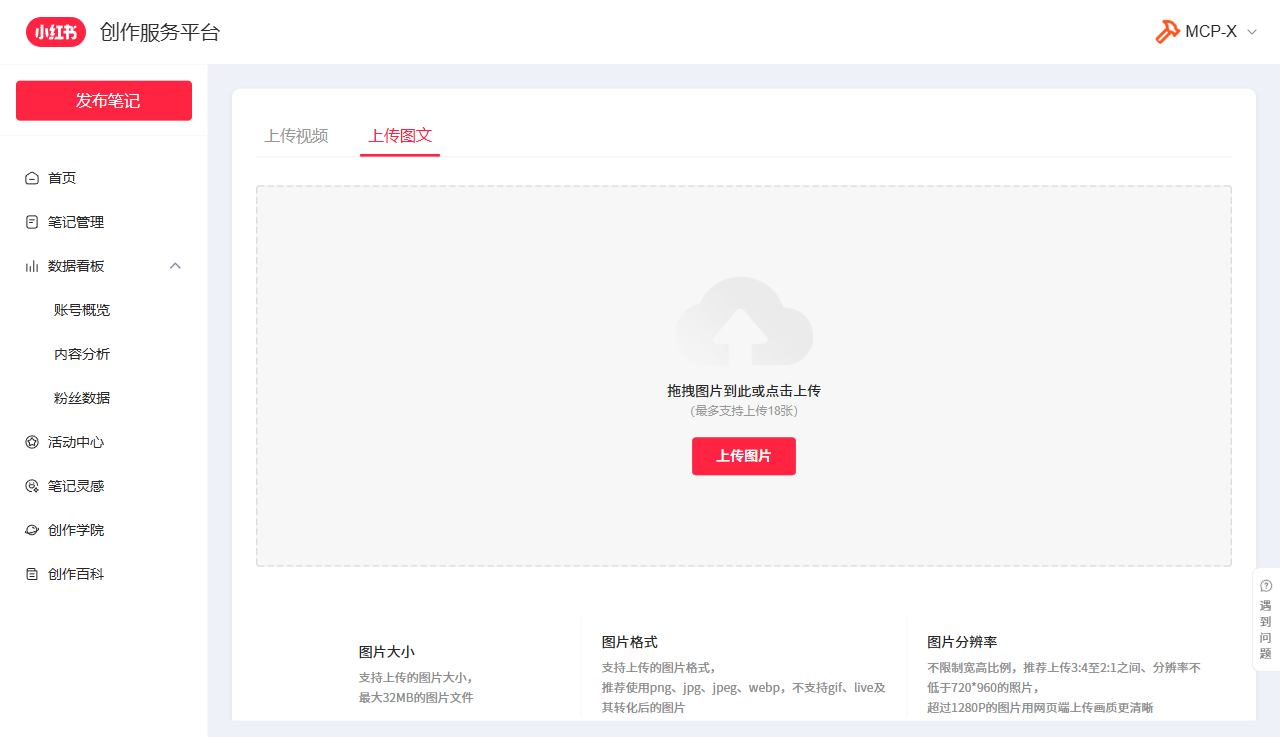 小红书 创作服务平台
MCP-X
发布笔记
首页
笔记管理
数据看板
账号概览
内容分析
粉丝数据
活动中心
笔记灵感
创作学院
创作百科
上传视频 上传图文
拖拽图片到此或点击上传
（最多支持上传18张）
上传图片
图片大小
支持上传的图片大小，
最大32MB的图片文件
图片格式
支持上传的图片格式，
推荐使用png、jpg、jpeg、webp，不支持gif、live及
其转化后的图片
图片分辨率
不限制宽高比例，推荐上传3:4至2:1之间、分辨率不
低于720*960的照片，
超过1280P的图片用网页端上传画质更清晰
遇
到
问
题